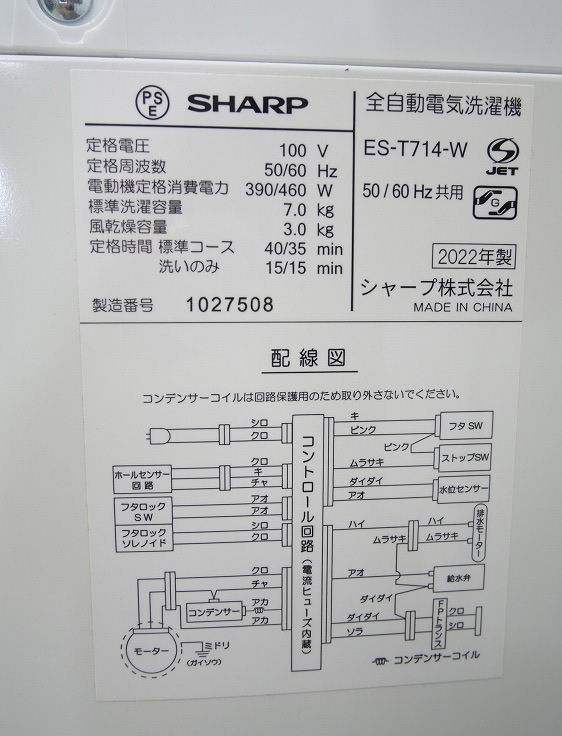 PS
E
SHARP
全自動電気洗濯機
定格電圧 100 V
定格周波数 50/60 Hz
電動機定格消費電力 390/460 W
標準洗濯容量 7.0 kg
風乾燥容量 3.0 kg
定格時間 標準コース 40/35 min
洗いのみ 15/15 min
製造番号 1027508
ES-T714-W
JET
50/60 Hz 共用
G
2022年製
シャープ株式会社
MADE IN CHINA
配線図
コンデンサーコイルは回路保護のため取り外さないでください。
シロ
クロ
ホールセンサー
回路
クロ
キ
チャ
フタロック
SW
アオ
アオ
フタロック
ソレノイド
シロ
クロ
クロ
チャ
コンデンサー
アカ
アカ
モーター
ミドリ
(ガイソウ)
コントロール回路
(電流ヒューズ内蔵)
キ
ピンク
フタ SW
ピンク
ムラサキ
ストップSW
ダイダイ
アオ
水位センサー
ハイ
ハイ
ムラサキ
ムラサキ
排水モーター
アオ
給水弁
ダイダイ
ダイダイ
ソラ
FPトランス
クロ
シロ
コンデンサーコイル